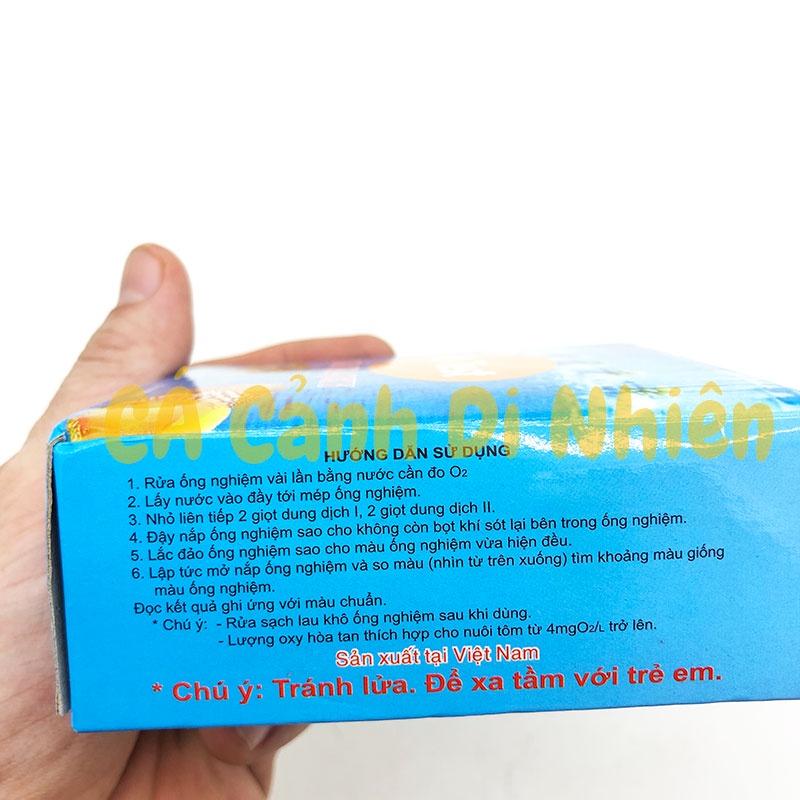 CA Cảnh Dĩ Nhiên
HƯỚNG DẪN SỬ DỤNG
1. Rửa ống nghiệm vài lần bằng nước cần đo O2
2. Lấy nước vào đầy tới mép ống nghiệm.
3. Nhỏ liên tiếp 2 giọt dung dịch I, 2 giọt dung dịch II.
4. Đậy nắp ống nghiệm sao cho không còn bọt khí sót lại bên trong ống nghiệm.
5. Lắc đảo ống nghiệm sao cho màu ống nghiệm vừa hiện đều.
6. Lập tức mở nắp ống nghiệm và so màu (nhìn từ trên xuống) tìm khoảng màu giống
màu ống nghiệm.
Đọc kết quả ghi ứng với màu chuẩn.
* Chú ý: - Rửa sạch lau khô ống nghiệm sau khi dùng.
- Lượng oxy hòa tan thích hợp cho nuôi tôm từ 4mgO2/L trở lên.
Sản xuất tại Việt Nam
* Chú ý: Tránh lửa. Để xa tầm với trẻ em.